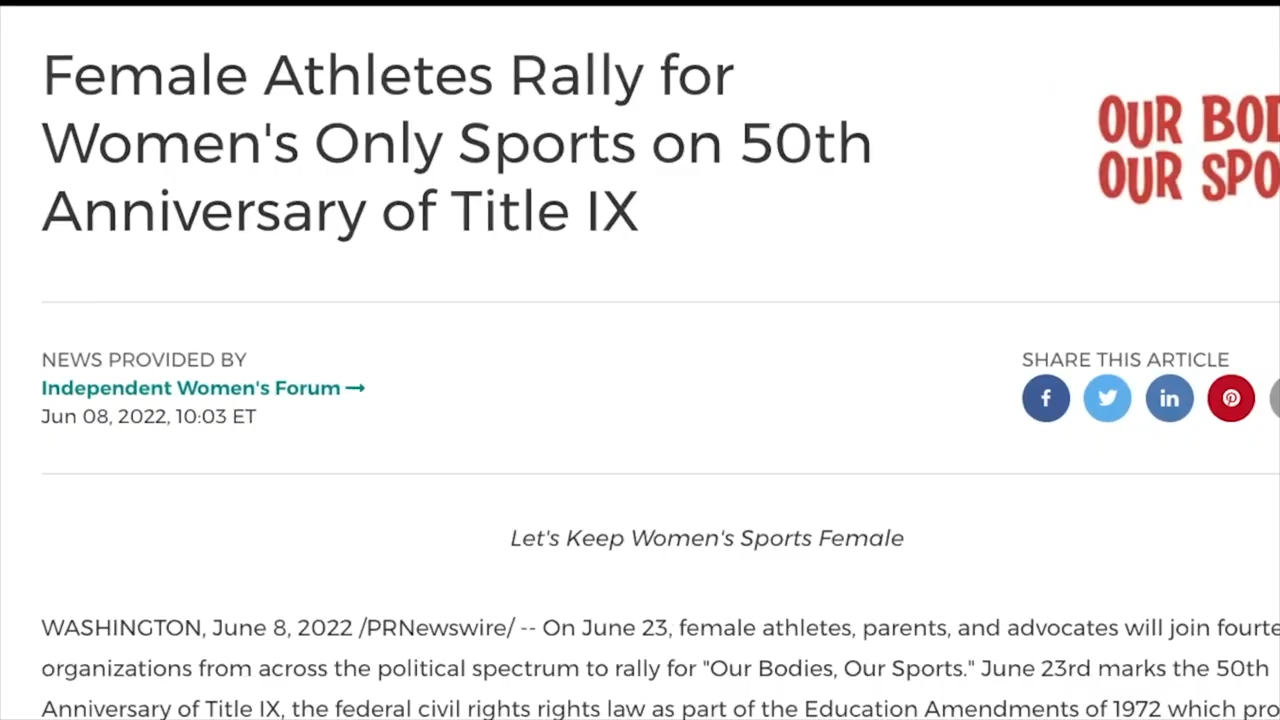 Female Athletes Rally for
Women's Only Sports on 50th
Anniversary of Title IX
OUR
OUR
NEWS PROVIDED BY
Independent Women's Forum →
Jun 08, 2022, 10:03 ET
SHARE THIS ARTICLE
Let's Keep Women's Sports Female
WASHINGTON, June 8, 2022 /PRNewswire/ -- On June 23, female athletes, parents, and advocates will join
organizations from across the political spectrum to rally for "Our Bodies, Our Sports." June 23rd marks the 50th
Anniversary of Title IX, the federal civil rights rights law as part of the Education Amendments of 1972 which